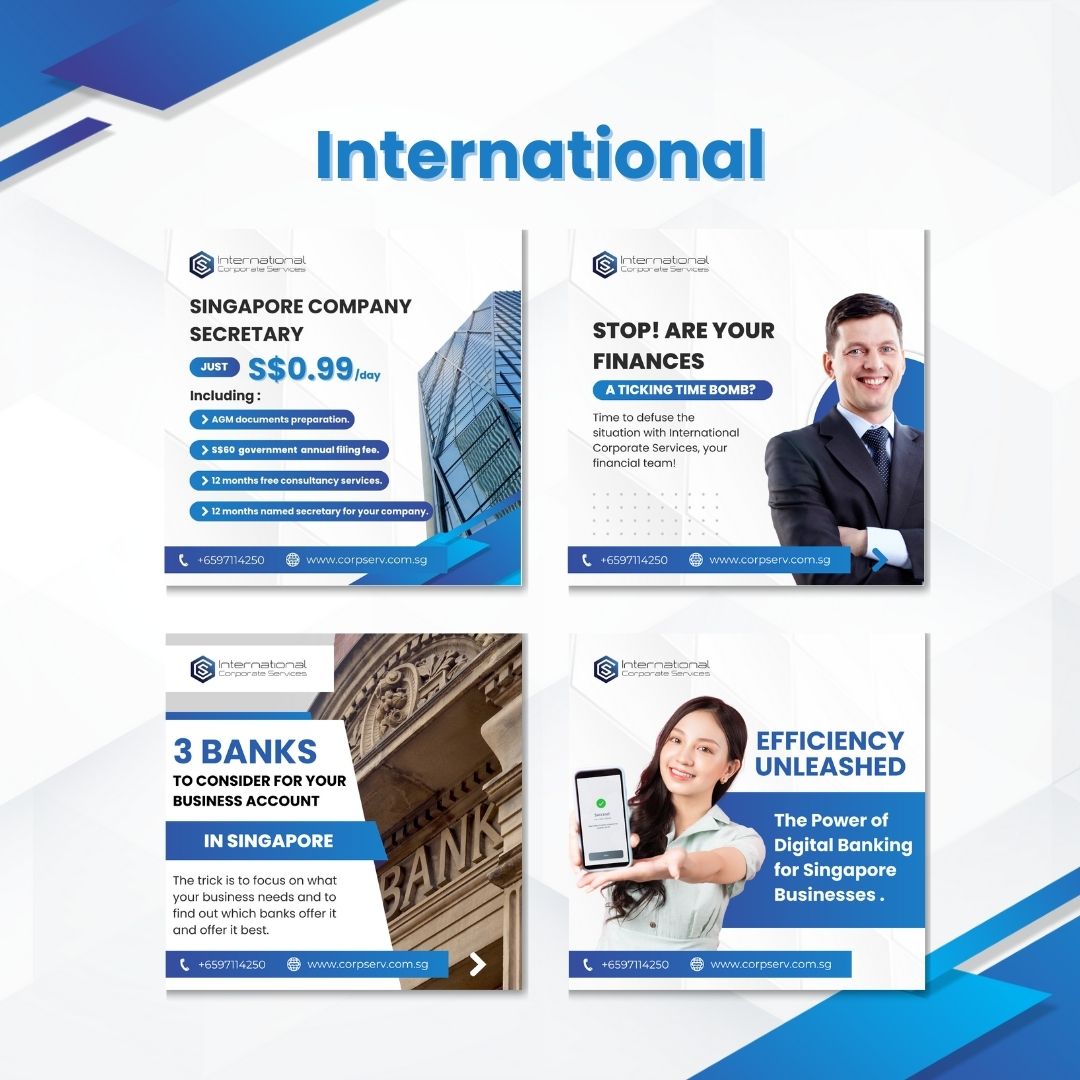 International
International
Corporate Services
SINGAPORE COMPANY
SECRETARY
JUST S$0.99/day
Including :
AGM documents preparation.
S$60 government annual filing fee.
12 months free consultancy services.
12 months named secretary for your company.
+6597114250 www.corpserv.com.sg
International
Corporate Services
STOP! ARE YOUR
FINANCES
A TICKING TIME BOMB?
Time to defuse the
situation with International
Corporate Services, your
financial team!
+6597114250 www.corpserv.com.sg
International
Corporate Services
3 BANKS
TO CONSIDER FOR YOUR
BUSINESS ACCOUNT
IN SINGAPORE
The trick is to focus on what
your business needs and to
find out which banks offer it
and offer it best.
BANK
+6597114250 www.corpserv.com.sg
International
Corporate Services
EFFICIENCY
UNLEASHED
The Power of
Digital Banking
for Singapore
Businesses .
Success
+6597114250 www.corpserv.com.sg